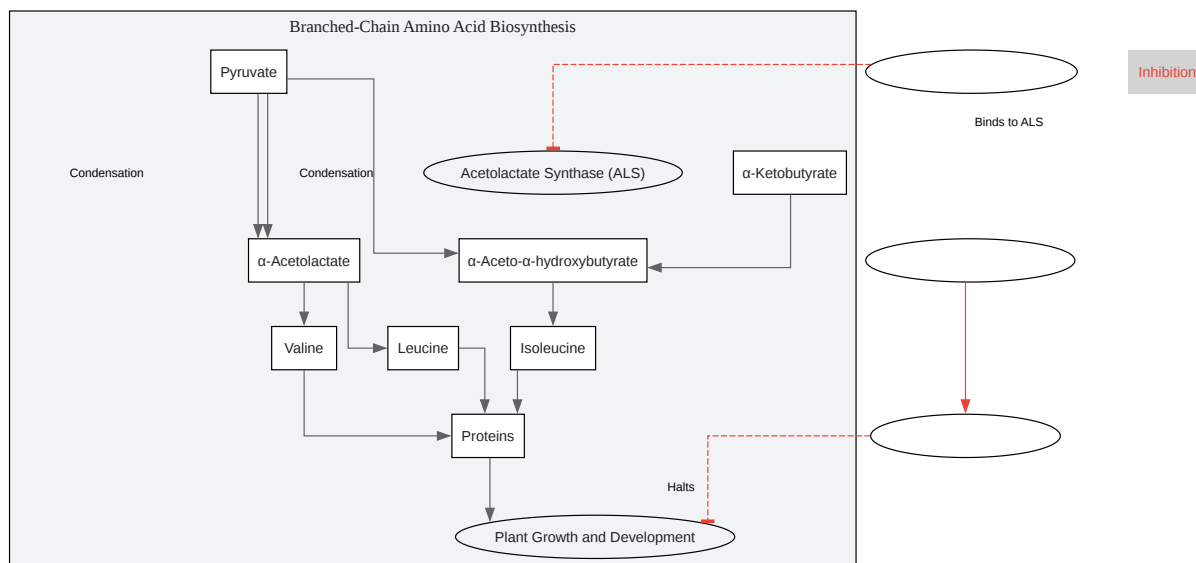 Branched-Chain Amino Acid Biosynthesis
Pyruvate
Inhibition
Binds to ALS
Condensation
Condensation
Acetolactate Synthase (ALS)
α-Ketobutyrate
α-Acetolactate
α-Aceto-α-hydroxybutyrate
Valine
Leucine
Isoleucine
Proteins
Halts
Plant Growth and Development